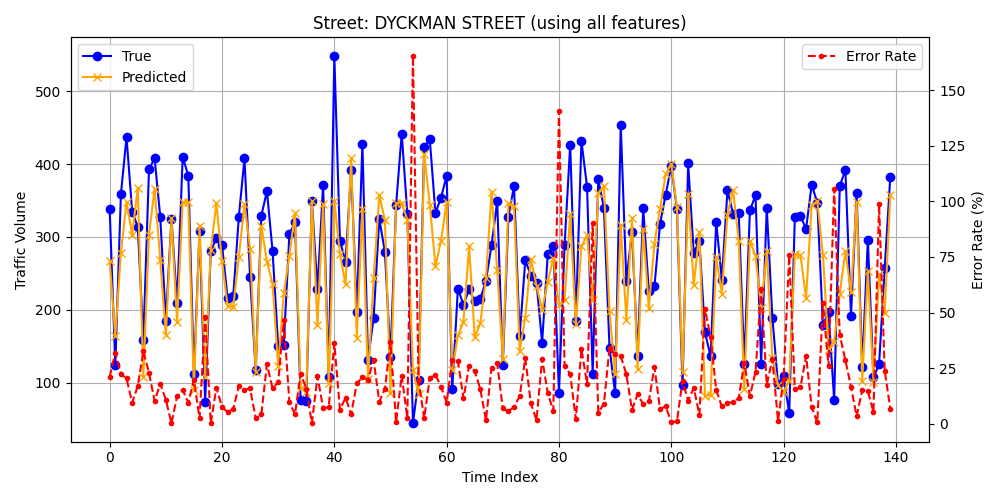 Street: DYCKMAN STREET (using all features)
True
Predicted
Error Rate
Traffic Volume
500
400
300
200
100
150
125
100
75
50
25
0
Error Rate (%)
0 20 40 60 80 100 120 140
Time Index